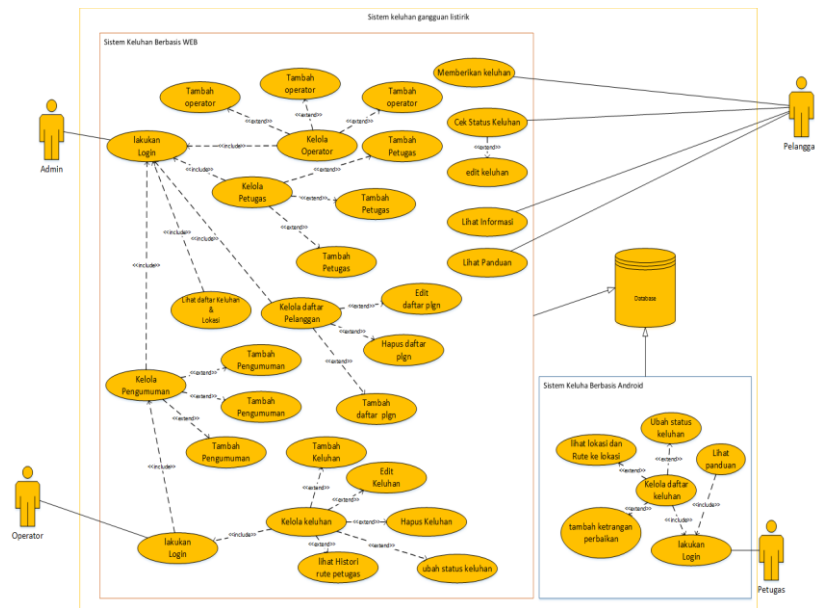 Sistem keluhan gangguan listirik
Sistem Keluhan Berbasis WEB
Tambah
operator
Tambah
operator
Tambah
operator
<<extend>>
<<extend>>
<<extend>>
lakukan
Login
<<include>>
Kelola
Operator
Tambah
Petugas
<<extend>>
<<include>>
Kelola
Petugas
<<extend>>
Tambah
Petugas
<<extend>>
Tambah
Petugas
Admin
Memberikan keluhan
Cek Status Keluhan
<<extend>>
edit keluhan
Lihat Informasi
Lihat Panduan
Pelangga
<<include>>
<<include>>
<<include>>
Lihat daftar Keluhan
&
Lokasi
Kelola daftar
Pelanggan
<<extend>>
Edit
daftar plgn
<<extend>>
Hapus daftar
plgn
<<extend>>
Tambah
daftar plgn
Database
Kelola
Pengumuman
<<extend>>
Tambah
Pengumuman
<<extend>>
Tambah
Pengumuman
<<extend>>
Tambah
Pengumuman
<<include>>
Operator
lakukan
Login
<<include>>
Kelola keluhan
<<extend>>
Tambah
Keluhan
<<extend>>
Edit
Keluhan
<<extend>>
Hapus Keluhan
<<extend>>
lihat Histori
rute petugas
<<extend>>
ubah status keluhan
Sistem Keluha Berbasis Android
lihat lokasi dan
Rute ke lokasi
Ubah status
keluhan
Lihat
panduan
<<extend>>
<<extend>>
Kelola daftar
keluhan
<<extend>>
<<include>>
<<include>>
tambah ketrangan
perbaikan
lakukan
Login
Petugas